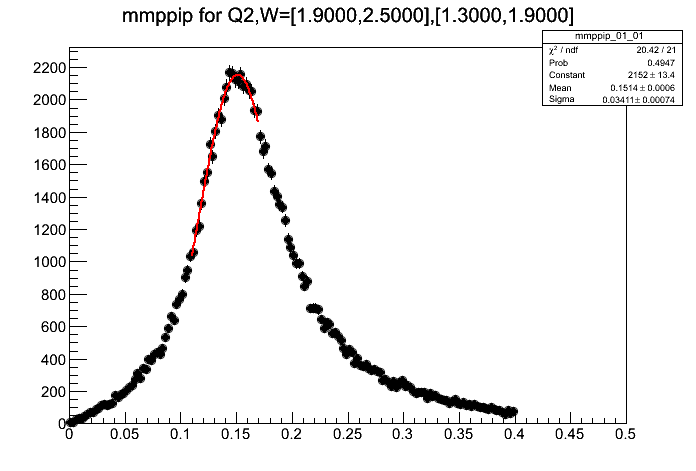 mmppip for Q2,W=[1.9000,2.5000],[1.3000,1.9000]
mmppip_01_01
χ² / ndf 20.42 / 21
Prob 0.4947
Constant 2152 ± 13.4
Mean 0.1514 ± 0.0006
Sigma 0.03411 ± 0.00074
2200
2000
1800
1600
1400
1200
1000
800
600
400
200
0
0 0.05 0.1 0.15 0.2 0.25 0.3 0.35 0.4 0.45 0.5